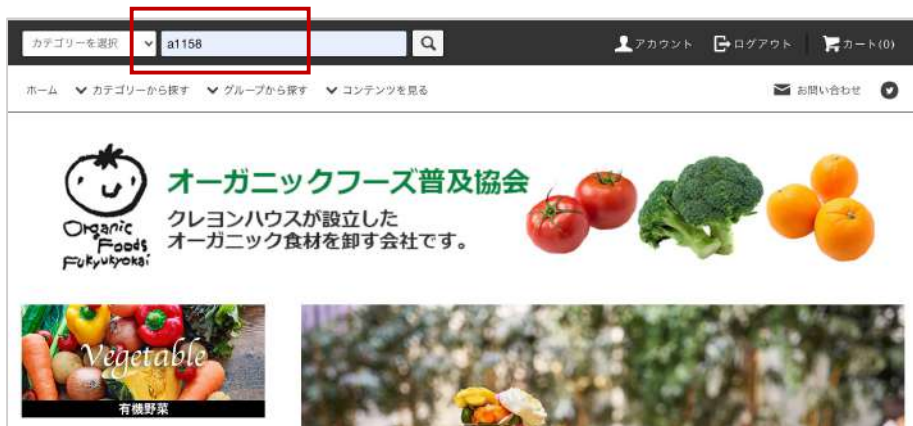 カテゴリーを選択 a1158 アカウント ログアウト カート(0)
ホーム カテゴリーから探す グループから探す コンテンツを見る お問い合わせ
オーガニックフーズ普及協会
クレヨンハウスが設立した
オーガニック食材を卸す会社です。
Organic
Foods
Fukyukyokai
Vegetable
有機野菜